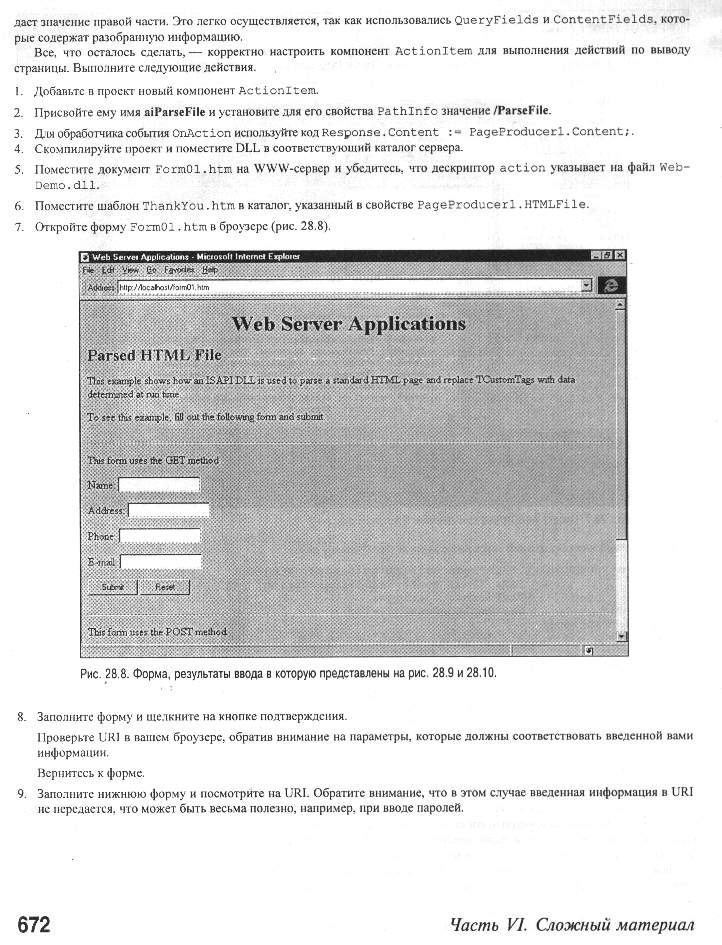 дает значение правой части. Это легко осуществляется, так как использовались QueryFields и ContentFields, кото-
рые содержат разобранную информацию.
Все, что осталось сделать, — корректно настроить компонент ActionItem для выполнения действий по выводу
страницы. Выполните следующие действия.
1. Добавьте в проект новый компонент ActionItem.
2. Присвойте ему имя aiParseFile и установите для его свойства PathInfo значение /ParseFile.
3. Для обработчика события OnAction используйте код Response.Content := PageProducer1.Content;.
4. Скомпилируйте проект и поместите DLL в соответствующий каталог сервера.
5. Поместите документ Form01.htm на WWW-сервер и убедитесь, что дескриптор action указывает на файл Web-
Demo.dll.
6. Поместите шаблон ThankYou.htm в каталог, указанный в свойстве PageProducer1.HTMLFile.
7. Откройте форму Form01.htm в броузере (рис. 28.8).
Web Server Applications - Microsoft Internet Explorer
File Edit View Go Favorites Help
Address http://localhost/form01.htm
Web Server Applications
Parsed HTML File
This example shows how an ISAPI DLL is used to parse a standard HTML page and replace TCustomTags with data
determined at run time.
To see this example, fill out the following form and submit
This form uses the GET method
Name:
Address:
Phone:
E-mail:
Submit Reset
This form uses the POST method
Рис. 28.8. Форма, результаты ввода в которую представлены на рис. 28.9 и 28.10.
8. Заполните форму и щелкните на кнопке подтверждения.
Проверьте URI в вашем броузере, обратив внимание на параметры, которые должны соответствовать введенной вами
информации.
Вернитесь к форме.
9. Заполните нижнюю форму и посмотрите на URI. Обратите внимание, что в этом случае введенная информация в URI
не передается, что может быть весьма полезно, например, при вводе паролей.
672
Часть VI. Сложный материал